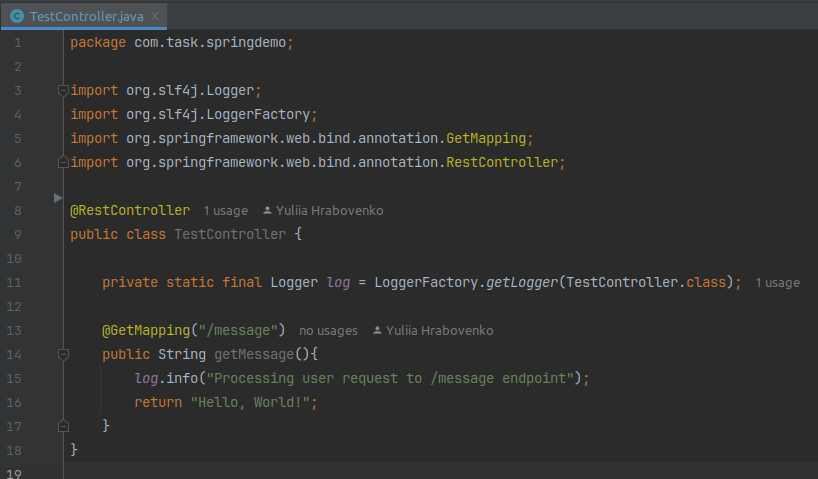 TestController.java
1 package com.task.springdemo;
2
3 import org.slf4j.Logger;
4 import org.slf4j.LoggerFactory;
5 import org.springframework.web.bind.annotation.GetMapping;
6 import org.springframework.web.bind.annotation.RestController;
7
8 @RestController 1 usage Yuliia Hrabovenko
9 public class TestController {
10
11 private static final Logger log = LoggerFactory.getLogger(TestController.class); 1 usage
12
13 @GetMapping("/message") no usages Yuliia Hrabovenko
14 public String getMessage(){
15 log.info("Processing user request to /message endpoint");
16 return "Hello, World!";
17 }
18 }
19